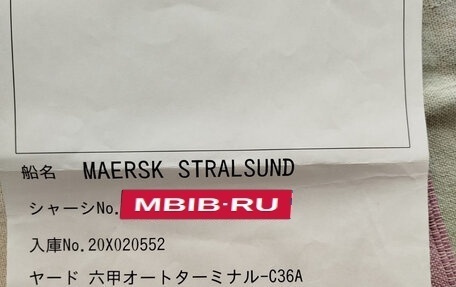 船名 MAERSK STRALSUND
シャーシNo. MBIB·RU
入庫No.20X020552
ヤード 六甲オートターミナル-C36A